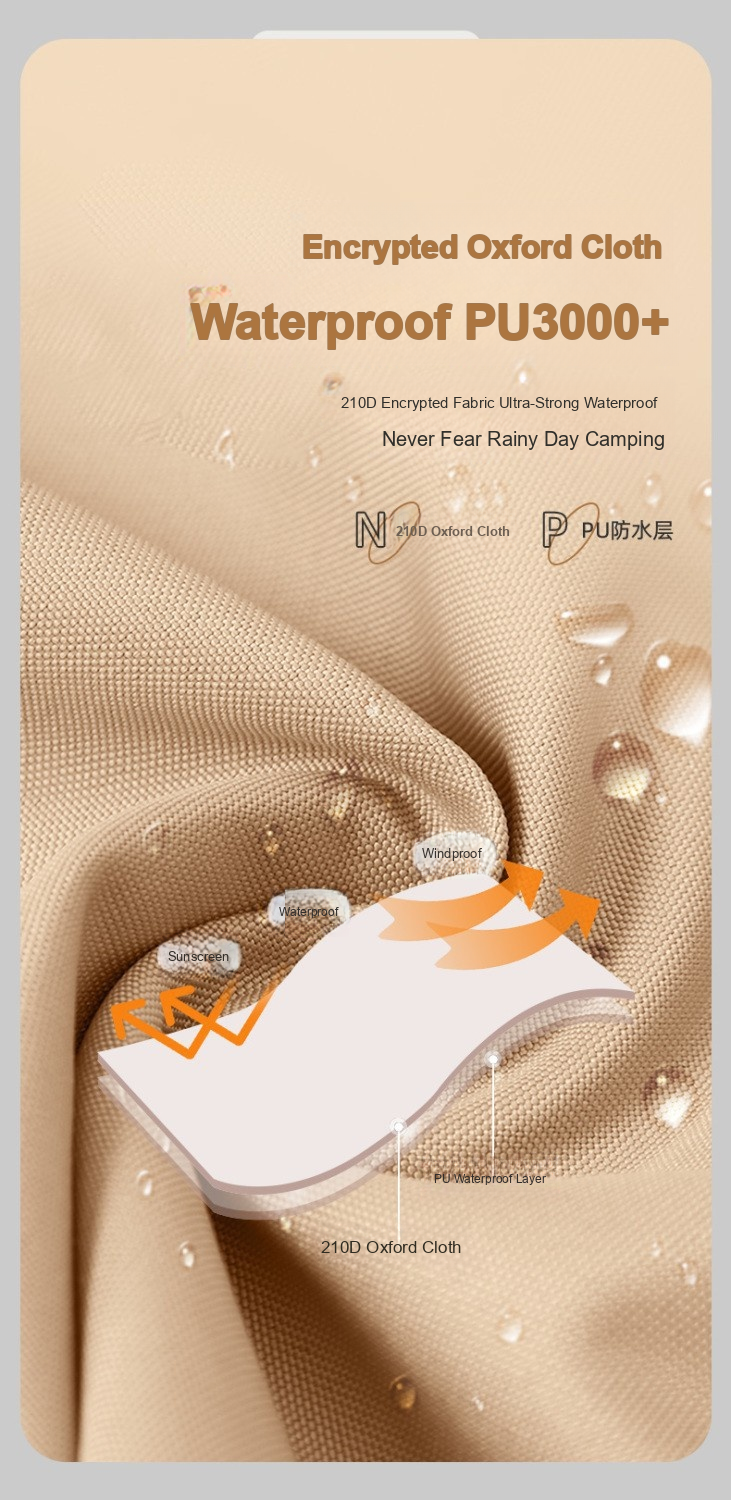 Encrypted Oxford Cloth
Waterproof PU3000+
210D Encrypted Fabric Ultra-Strong Waterproof
Never Fear Rainy Day Camping
N 210D Oxford Cloth
P PU防水层
Windproof
Waterproof
Sunscreen
PU Waterproof Layer
210D Oxford Cloth